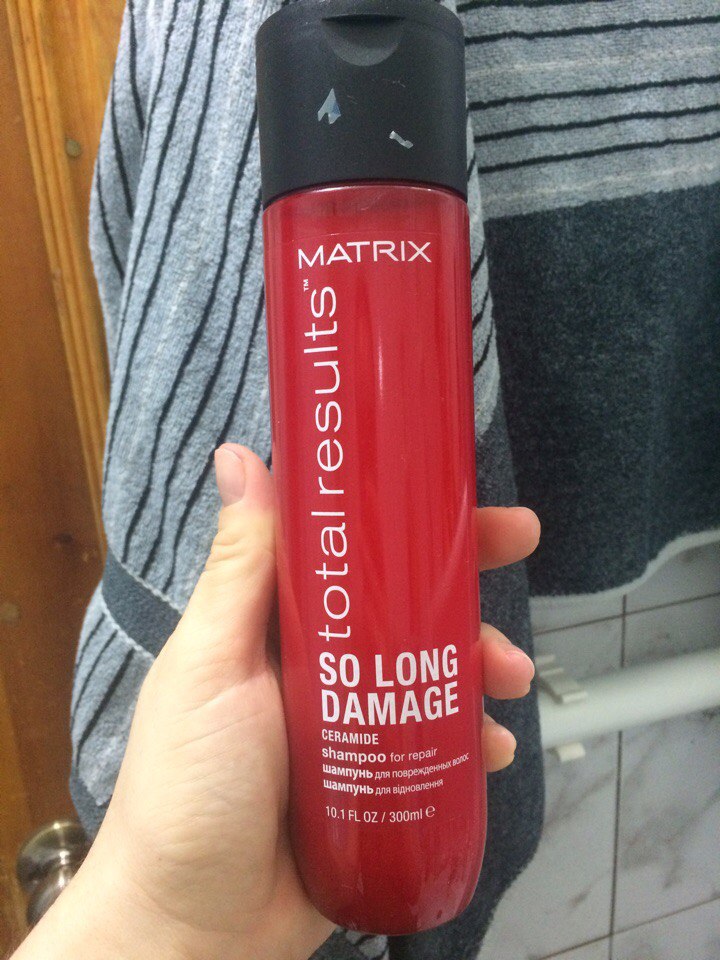 MATRIX
total results™
SO LONG
DAMAGE
CERAMIDE
shampoo for repair
шампунь для поврежденных волос
шампунь для відновлення
10.1 FL OZ / 300ml ℮